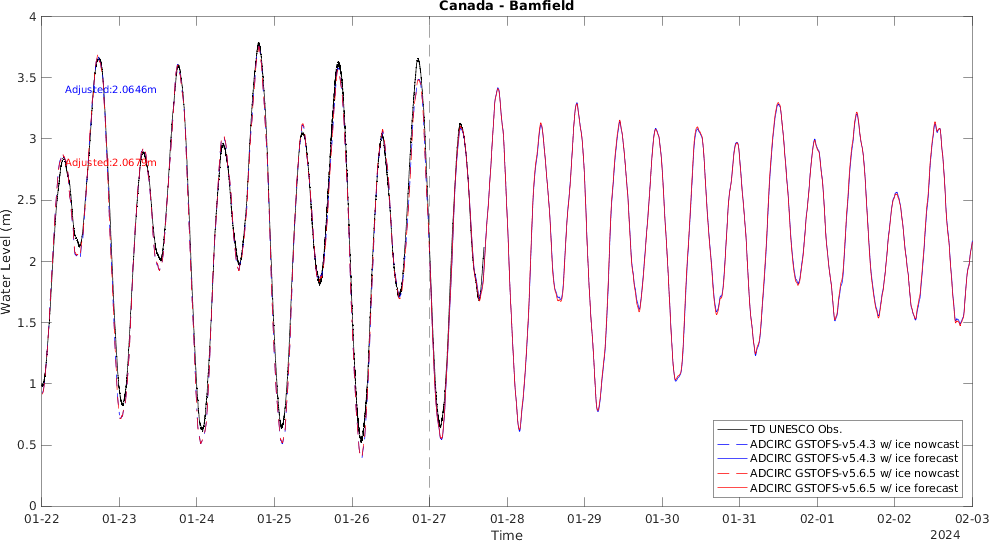 Canada - Bamfield
4
3.5
3
2.5
2
1.5
1
0.5
0
Water Level (m)
Adjusted:2.0646m
TD UNESCO Obs.
ADCIRC GSTOFS-v5.4.3 w/ ice nowcast
ADCIRC GSTOFS-v5.4.3 w/ ice forecast
ADCIRC GSTOFS-v5.6.5 w/ ice nowcast
ADCIRC GSTOFS-v5.6.5 w/ ice forecast
01-22 01-23 01-24 01-25 01-26 01-27 01-28 01-29 01-30 01-31 02-01 02-02 02-03
Time
2024